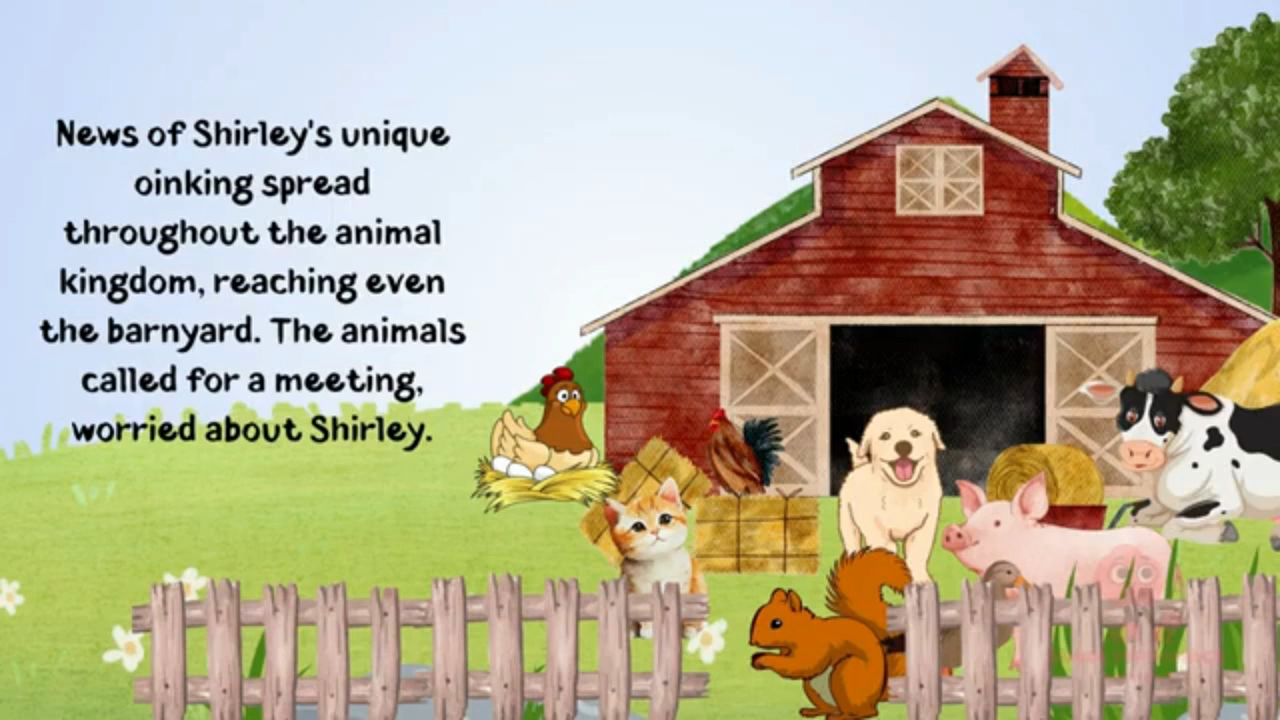 News of Shirley's unique
oinking spread
throughout the animal
kingdom, reaching even
the barnyard. The animals
called for a meeting,
worried about Shirley.